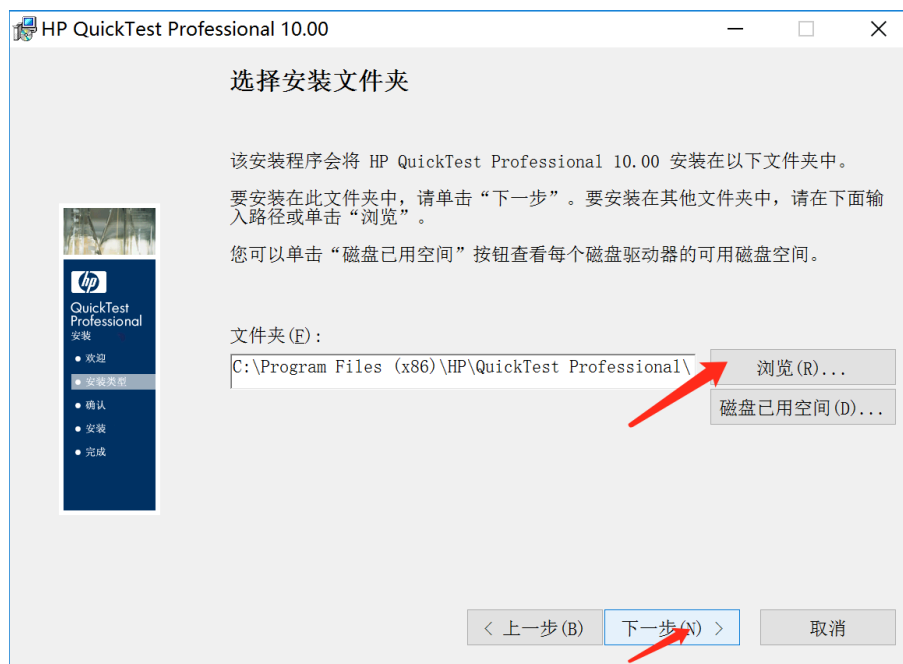 HP QuickTest Professional 10.00
选择安装文件夹
该安装程序会将 HP QuickTest Professional 10.00 安装在以下文件夹中。
要安装在此文件夹中，请单击“下一步”。要安装在其他文件夹中，请在下面输
入路径或单击“浏览”。
您可以单击“磁盘已用空间”按钮查看每个磁盘驱动器的可用磁盘空间。
hp
QuickTest
Professional
安装
欢迎
安装类型
确认
安装
完成
文件夹(F):
C:\Program Files (x86)\HP\QuickTest Professional\
浏览(R)...
磁盘已用空间(D)...
< 上一步(B)
下一步(N) >
取消